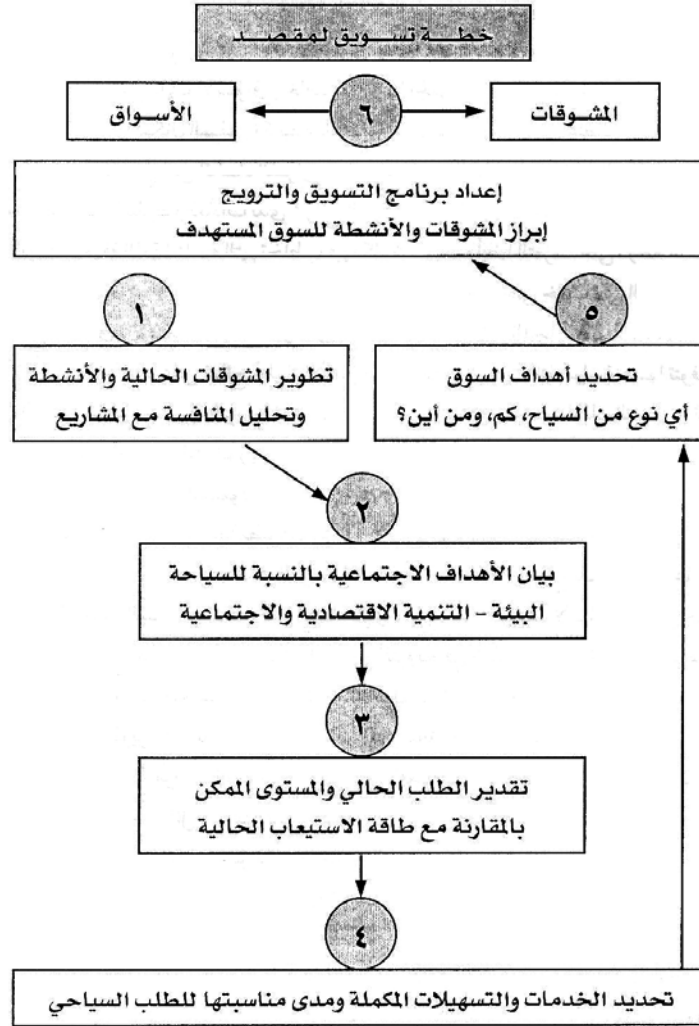 خطة تسويق لمقصد
المشوقات
٦
الأسواق
إعداد برنامج التسويق والترويج
إبراز المشوقات والأنشطة للسوق المستهدف
١
تطوير المشوقات الحالية والأنشطة
وتحليل المنافسة مع المشاريع
٥
تحديد أهداف السوق
أي نوع من السياح، كم، ومن أين؟
٢
بيان الأهداف الاجتماعية بالنسبة للسياحة
البيئة - التنمية الاقتصادية والاجتماعية
٣
تقدير الطلب الحالي والمستوى الممكن
بالمقارنة مع طاقة الاستيعاب الحالية
٤
تحديد الخدمات والتسهيلات المكملة ومدى مناسبتها للطلب السياحي